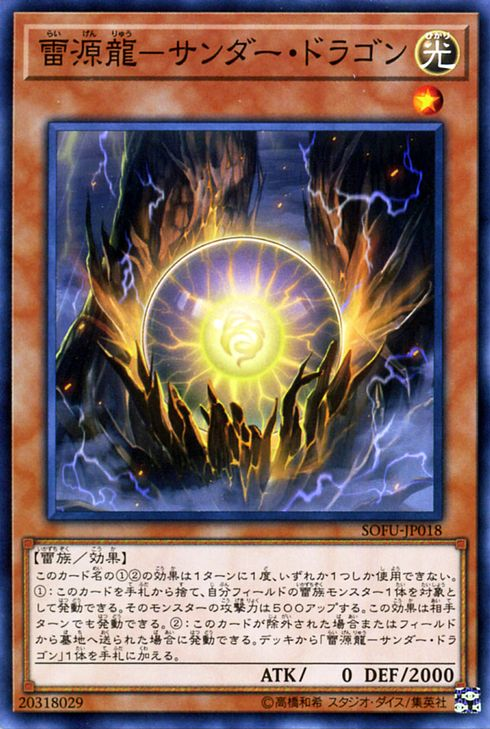 雷源龍－サンダー・ドラゴン
光
SOFU-JP018
【雷族／効果】
このカード名の①②の効果は1ターンに1度、いずれか1つしか使用できない。
①：このカードを手札から捨て、自分フィールドの雷族モンスター1体を対象と
して発動できる。そのモンスターの攻撃力は500アップする。この効果は相手
ターンでも発動できる。②：このカードが除外された場合またはフィールド
から墓地へ送られた場合に発動できる。デッキから「雷源龍－サンダー・ドラ
ゴン」1体を手札に加える。
ATK/ 0 DEF/2000
20318029
©高橋和希 スタジオ・ダイス/集英社